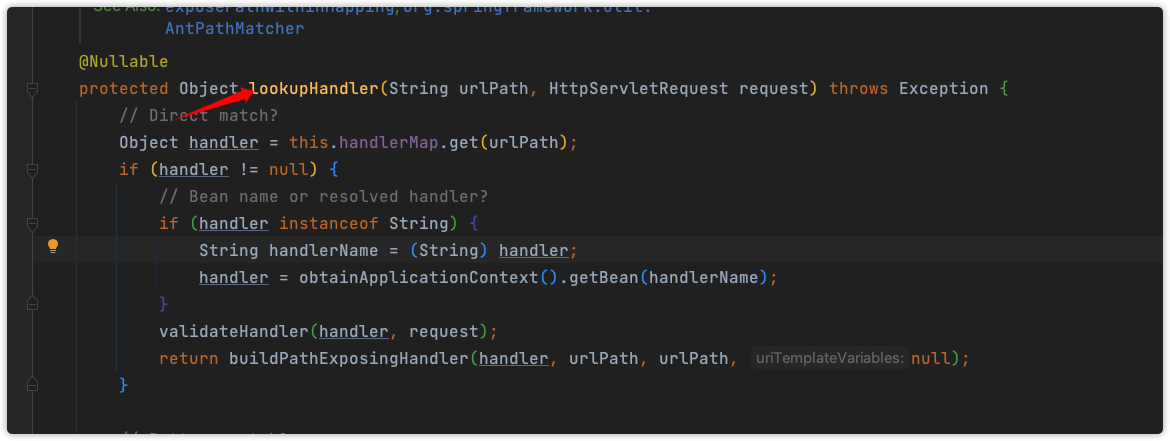 See Also: exposePathWithinMapping, org.springframework.util.
AntPathMatcher
@Nullable
protected Object lookupHandler(String urlPath, HttpServletRequest request) throws Exception {
// Direct match?
Object handler = this.handlerMap.get(urlPath);
if (handler != null) {
// Bean name or resolved handler?
if (handler instanceof String) {
String handlerName = (String) handler;
handler = obtainApplicationContext().getBean(handlerName);
}
validateHandler(handler, request);
return buildPathExposingHandler(handler, urlPath, urlPath, uriTemplateVariables: null);
}